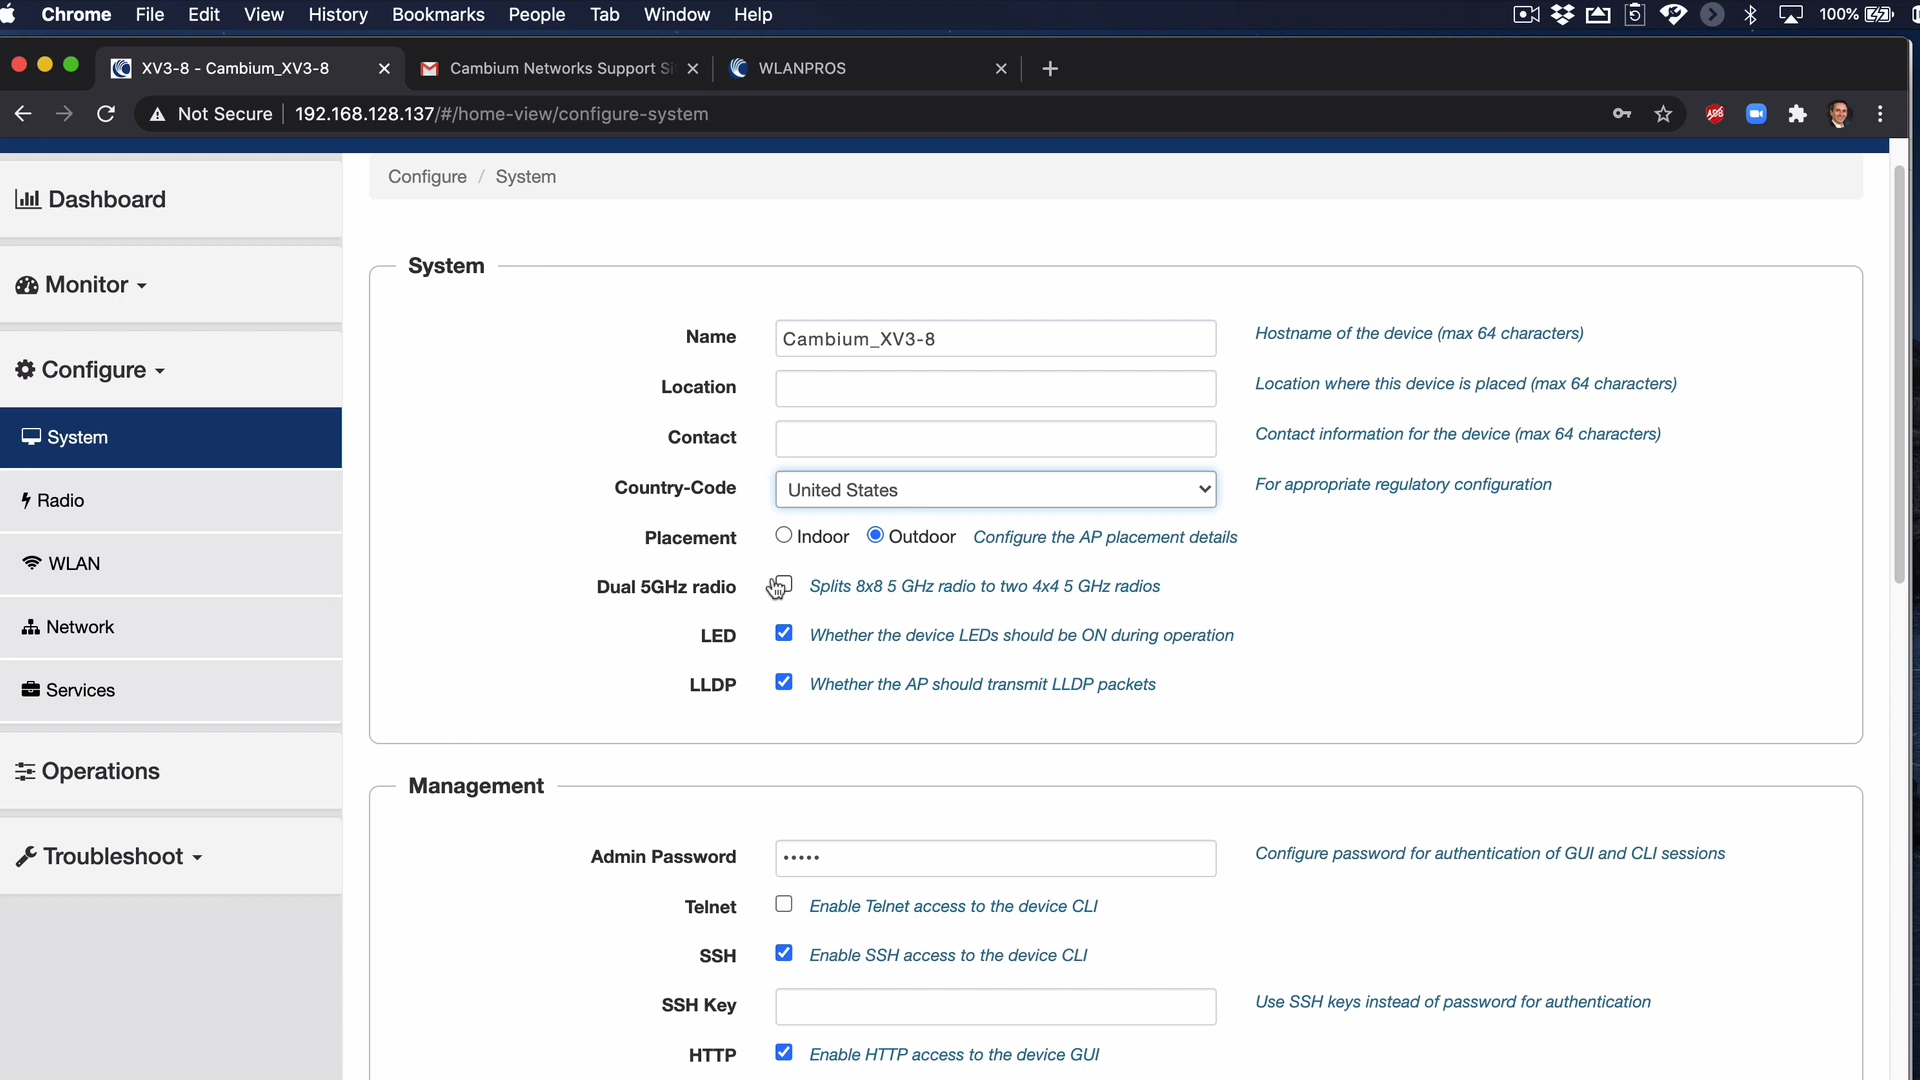 Chrome File Edit View History Bookmarks People Tab Window Help 100%
XV3-8 - Cambium_XV3-8 Cambium Networks Support Si WLANPROS
Not Secure 192.168.128.137/#/home-view/configure-system
Configure / System
Dashboard
Monitor
Configure
System
Radio
WLAN
Network
Services
Operations
Troubleshoot
System
Name Cambium_XV3-8 Hostname of the device (max 64 characters)
Location Location where this device is placed (max 64 characters)
Contact Contact information for the device (max 64 characters)
Country-Code United States For appropriate regulatory configuration
Placement Indoor Outdoor Configure the AP placement details
Dual 5GHz radio Splits 8x8 5 GHz radio to two 4x4 5 GHz radios
LED Whether the device LEDs should be ON during operation
LLDP Whether the AP should transmit LLDP packets
Management
Admin Password ••••• Configure password for authentication of GUI and CLI sessions
Telnet Enable Telnet access to the device CLI
SSH Enable SSH access to the device CLI
SSH Key Use SSH keys instead of password for authentication
HTTP Enable HTTP access to the device GUI